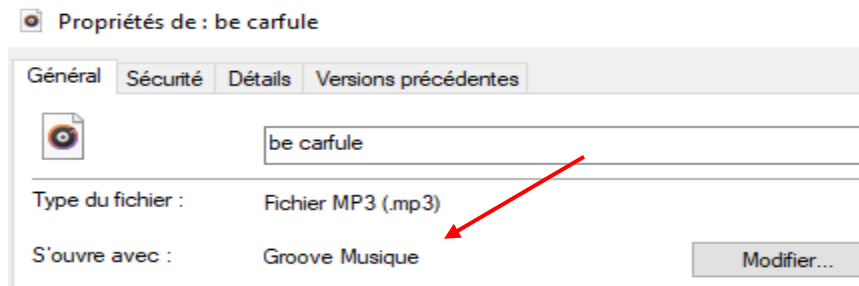 Propriétés de : be carfule
Général Sécurité Détails Versions précédentes
be carfule
Type du fichier : Fichier MP3 (.mp3)
S'ouvre avec : Groove Musique Modifier...